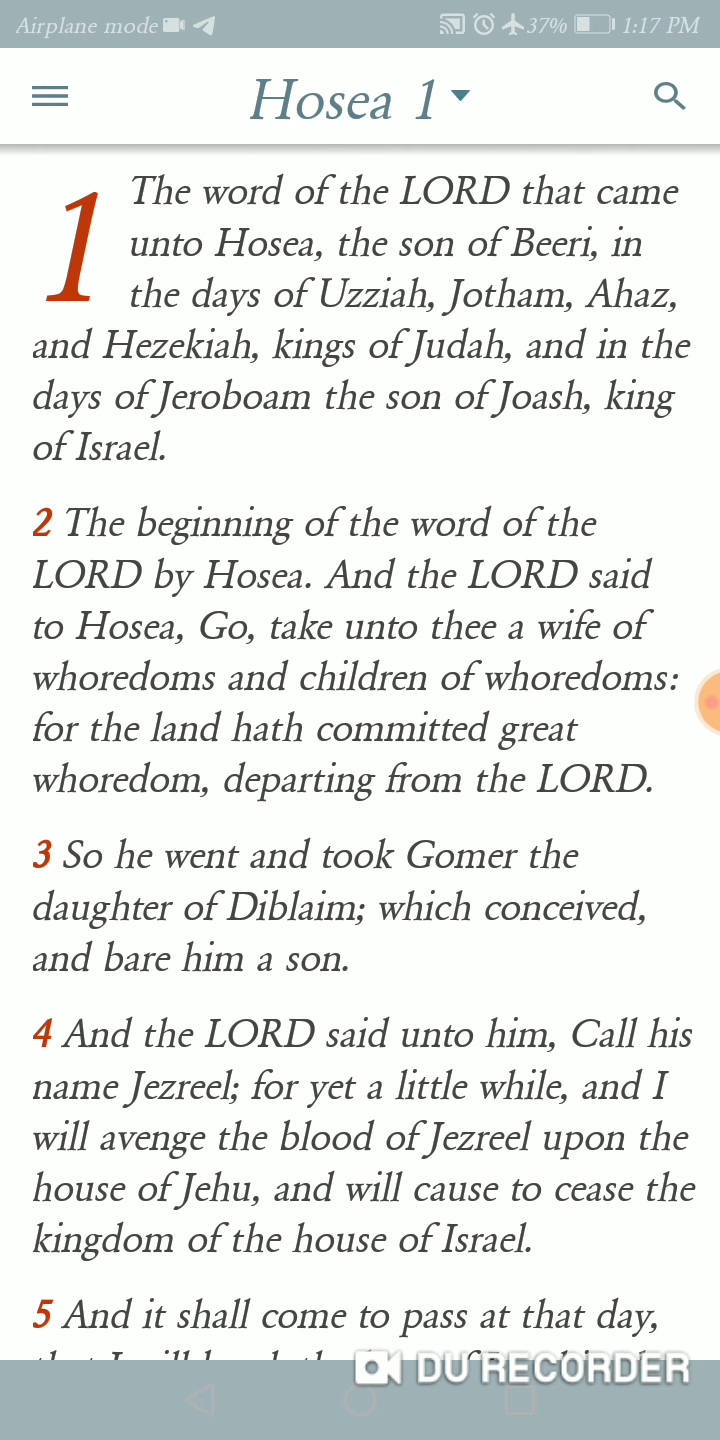 Airplane mode 37% 1:17 PM
Hosea 1
1 The word of the LORD that came
unto Hosea, the son of Beeri, in
the days of Uzziah, Jotham, Ahaz,
and Hezekiah, kings of Judah, and in the
days of Jeroboam the son of Joash, king
of Israel.
2 The beginning of the word of the
LORD by Hosea. And the LORD said
to Hosea, Go, take unto thee a wife of
whoredoms and children of whoredoms:
for the land hath committed great
whoredom, departing from the LORD.
3 So he went and took Gomer the
daughter of Diblaim; which conceived,
and bare him a son.
4 And the LORD said unto him, Call his
name Jezreel; for yet a little while, and I
will avenge the blood of Jezreel upon the
house of Jehu, and will cause to cease the
kingdom of the house of Israel.
5 And it shall come to pass at that day,
DU RECORDER